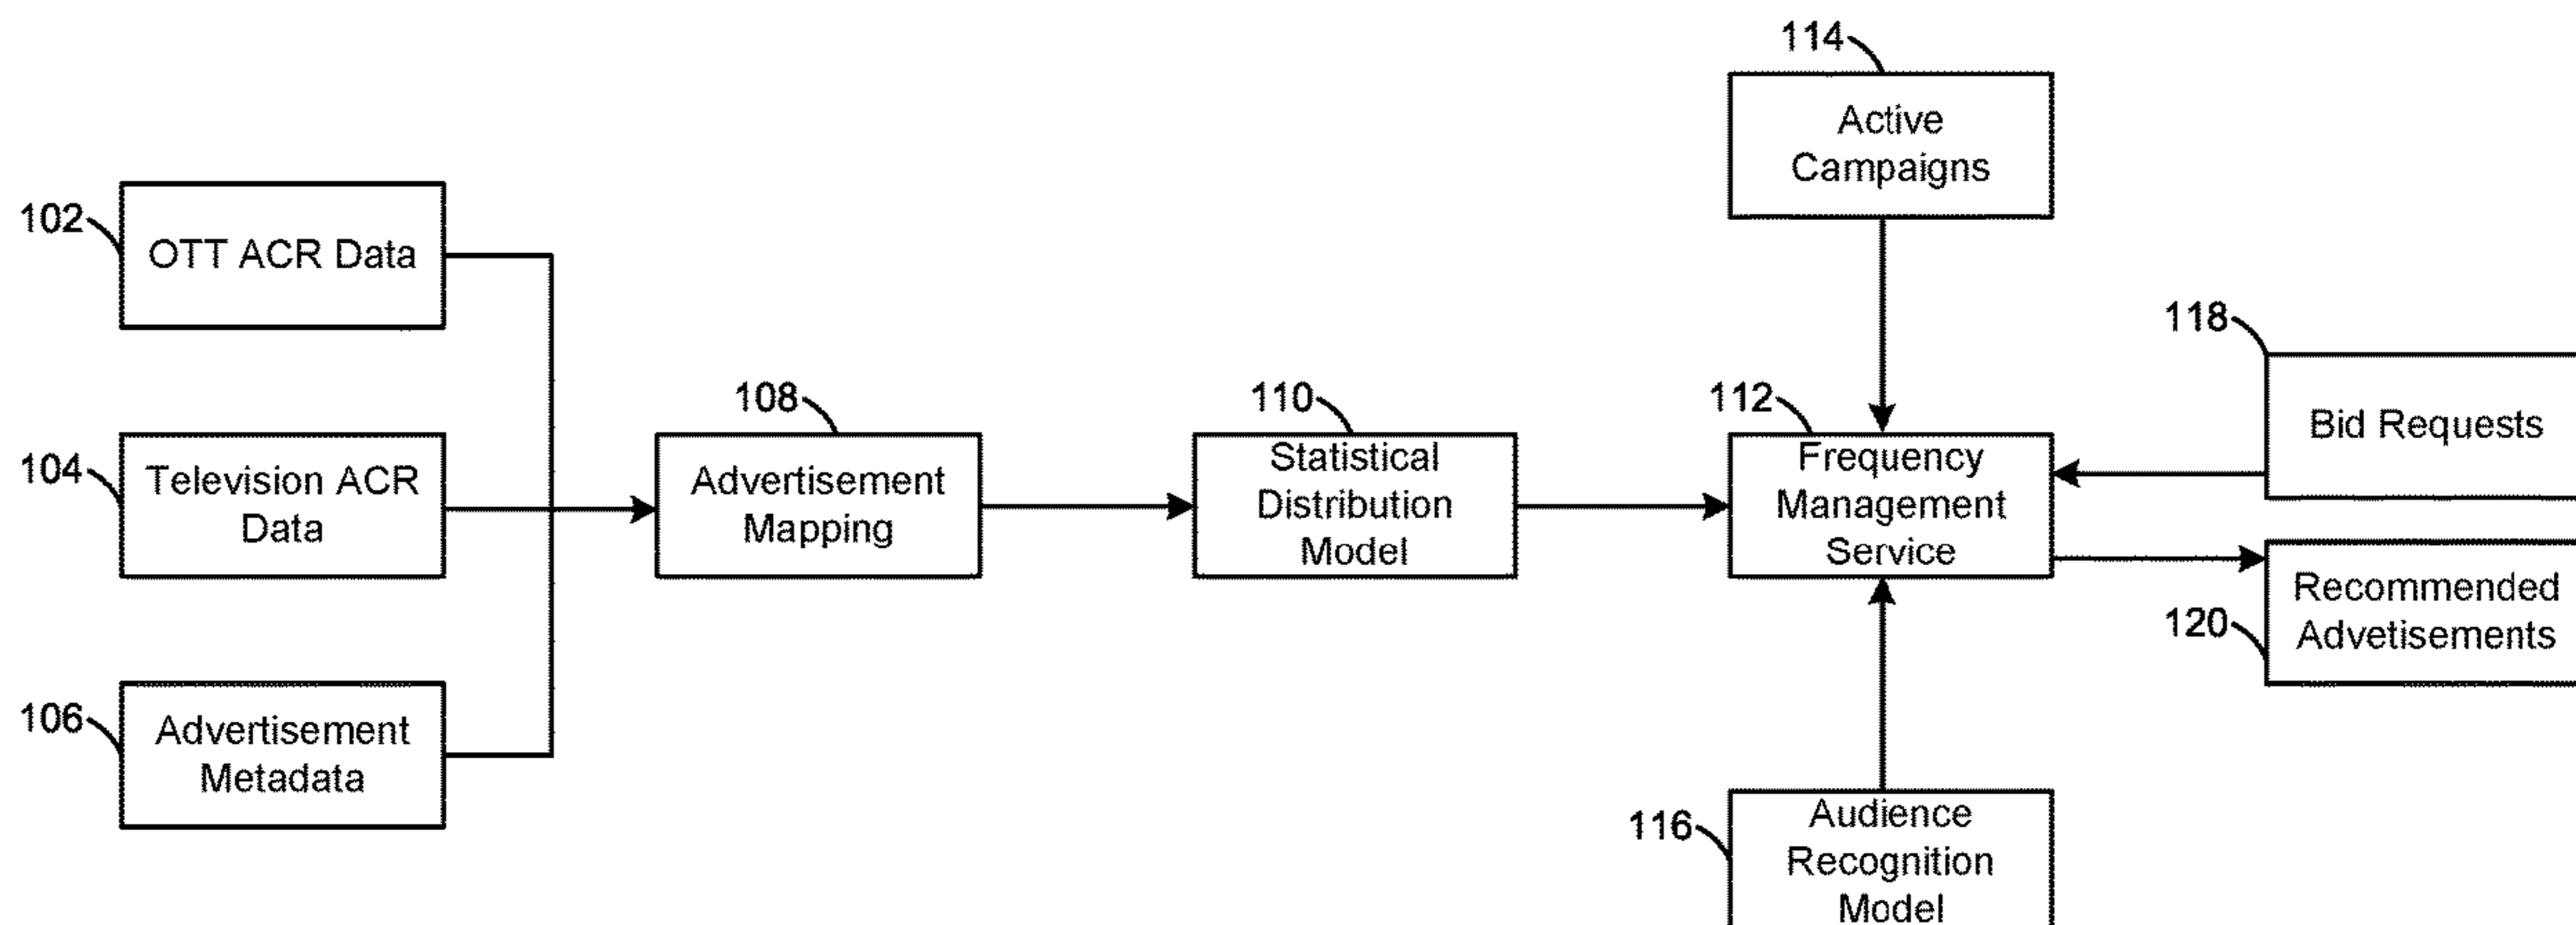 114
Active
Campaigns
102
OTT ACR Data
118
Bid Requests
104
Television ACR
Data
108
Advertisement
Mapping
110
Statistical
Distribution
Model
112
Frequency
Management
Service
Recommended
Advetisements
120
106
Advertisement
Metadata
116
Audience
Recognition
Model